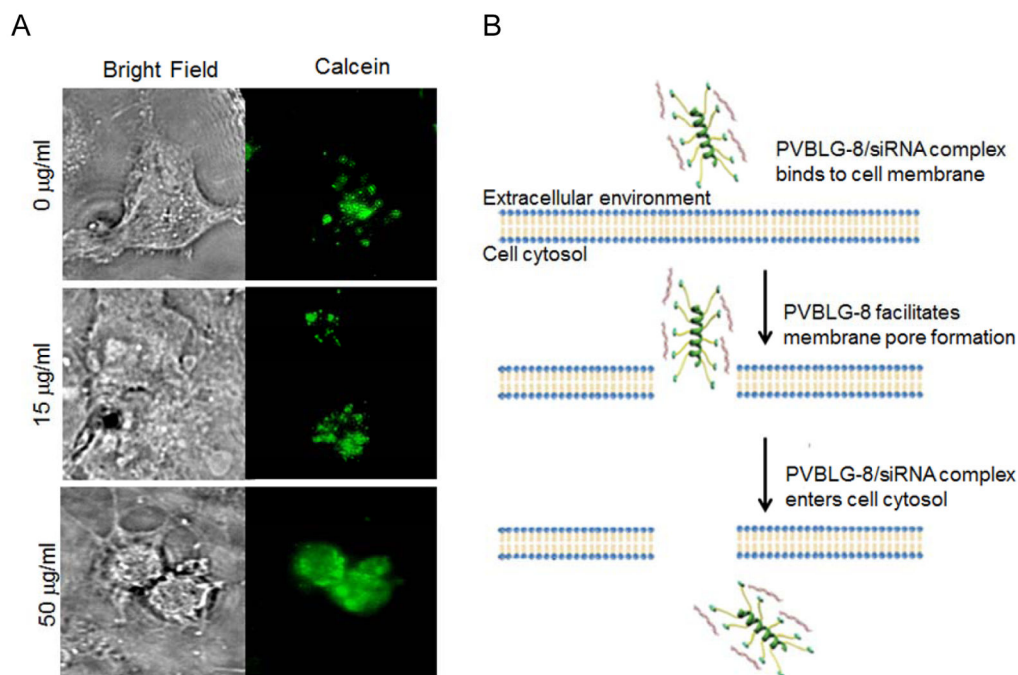 A
Bright Field
Calcein
0 µg/ml
15 µg/ml
50 µg/ml
B
PVBLG-8/siRNA complex
binds to cell membrane
Extracellular environment
Cell cytosol
PVBLG-8 facilitates
membrane pore formation
PVBLG-8/siRNA complex
enters cell cytosol